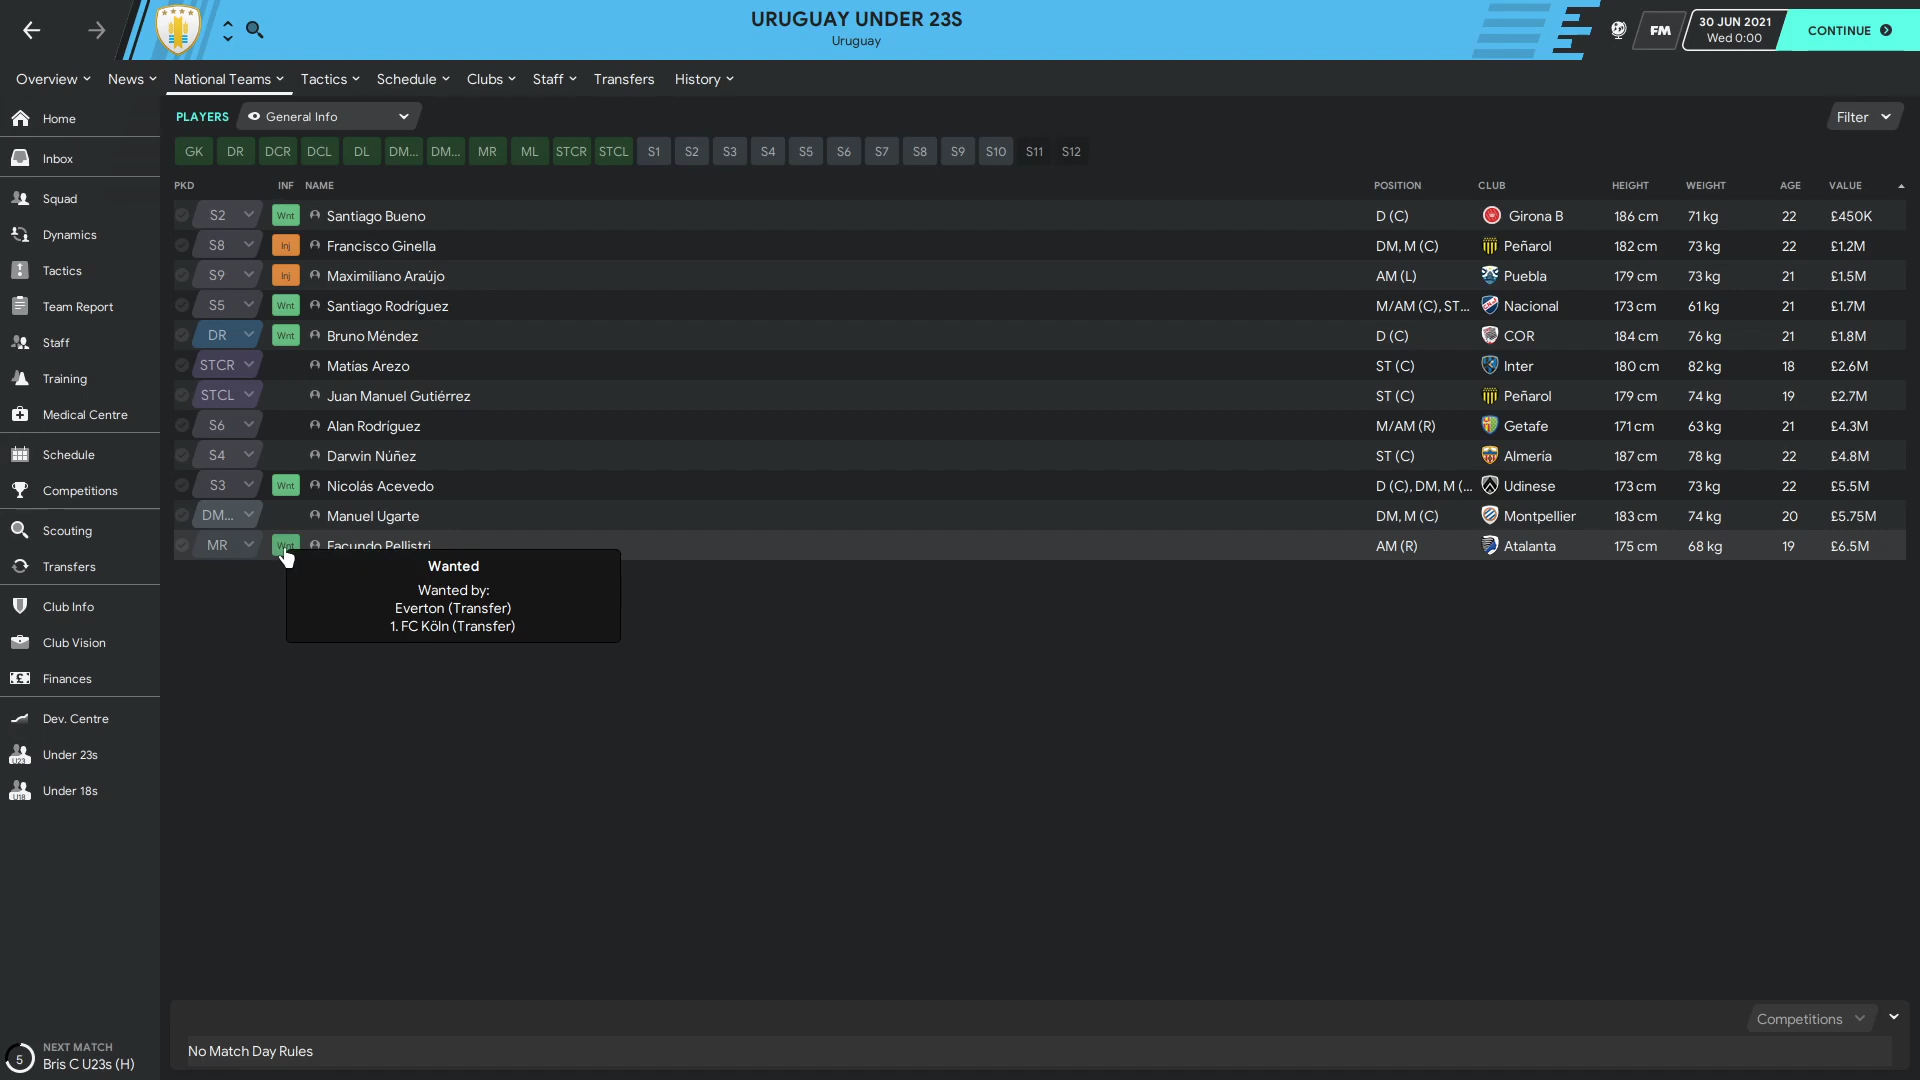 URUGUAY UNDER 23S
Uruguay
FM
30 JUN 2021
Wed 0:00
CONTINUE
Overview
News
National Teams
Tactics
Schedule
Clubs
Staff
Transfers
History
Home
Inbox
Squad
Dynamics
Tactics
Team Report
Staff
Training
Medical Centre
Schedule
Competitions
Scouting
Transfers
Club Info
Club Vision
Finances
Dev. Centre
U23 Under 23s
U18 Under 18s
5 NEXT MATCH
Bris C U23s (H)
PLAYERS General Info
Filter
GK DR DCR DCL DL DM... DM... MR ML STCR STCL S1 S2 S3 S4 S5 S6 S7 S8 S9 S10 S11 S12
PKD INF NAME POSITION CLUB HEIGHT WEIGHT AGE VALUE
S2 Wnt Santiago Bueno D (C) Girona B 186 cm 71 kg 22 £450K
S8 Inj Francisco Ginella DM, M (C) Peñarol 182 cm 73 kg 22 £1.2M
S9 Inj Maximiliano Araújo AM (L) Puebla 179 cm 73 kg 21 £1.5M
S5 Wnt Santiago Rodríguez M/AM (C), ST... Nacional 173 cm 61 kg 21 £1.7M
DR Wnt Bruno Méndez D (C) COR 184 cm 76 kg 21 £1.8M
STCR Matías Arezo ST (C) Inter 180 cm 82 kg 18 £2.6M
STCL Juan Manuel Gutiérrez ST (C) Peñarol 179 cm 74 kg 19 £2.7M
S6 Alan Rodríguez M/AM (R) Getafe 171 cm 63 kg 21 £4.3M
S4 Darwin Núñez ST (C) Almería 187 cm 78 kg 22 £4.8M
S3 Wnt Nicolás Acevedo D (C), DM, M (... Udinese 173 cm 73 kg 22 £5.5M
DM... Manuel Ugarte DM, M (C) Montpellier 183 cm 74 kg 20 £5.75M
MR Wnt Facundo Pellistri AM (R) Atalanta 175 cm 68 kg 19 £6.5M
Wanted
Wanted by:
Everton (Transfer)
1. FC Köln (Transfer)
Competitions
No Match Day Rules